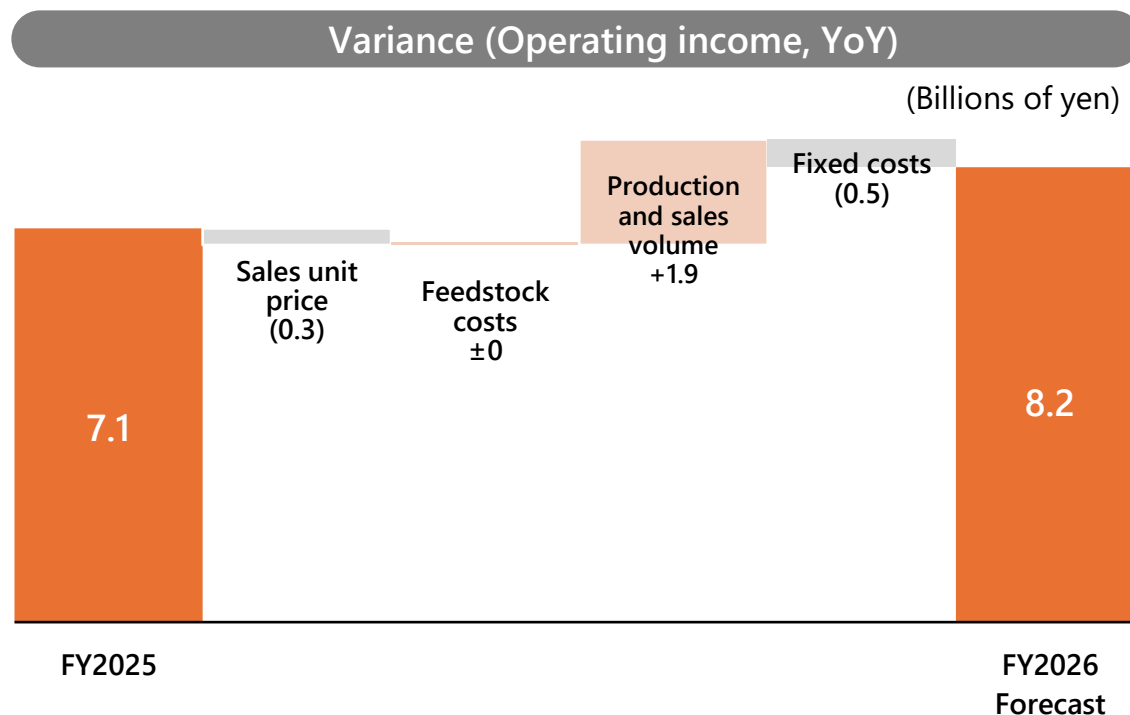 Variance (Operating income, YoY)
(Billions of yen)
7.1
Sales unit
price
(0.3)
Feedstock
costs
±0
Production
and sales
volume
+1.9
Fixed costs
(0.5)
8.2
FY2025
FY2026
Forecast